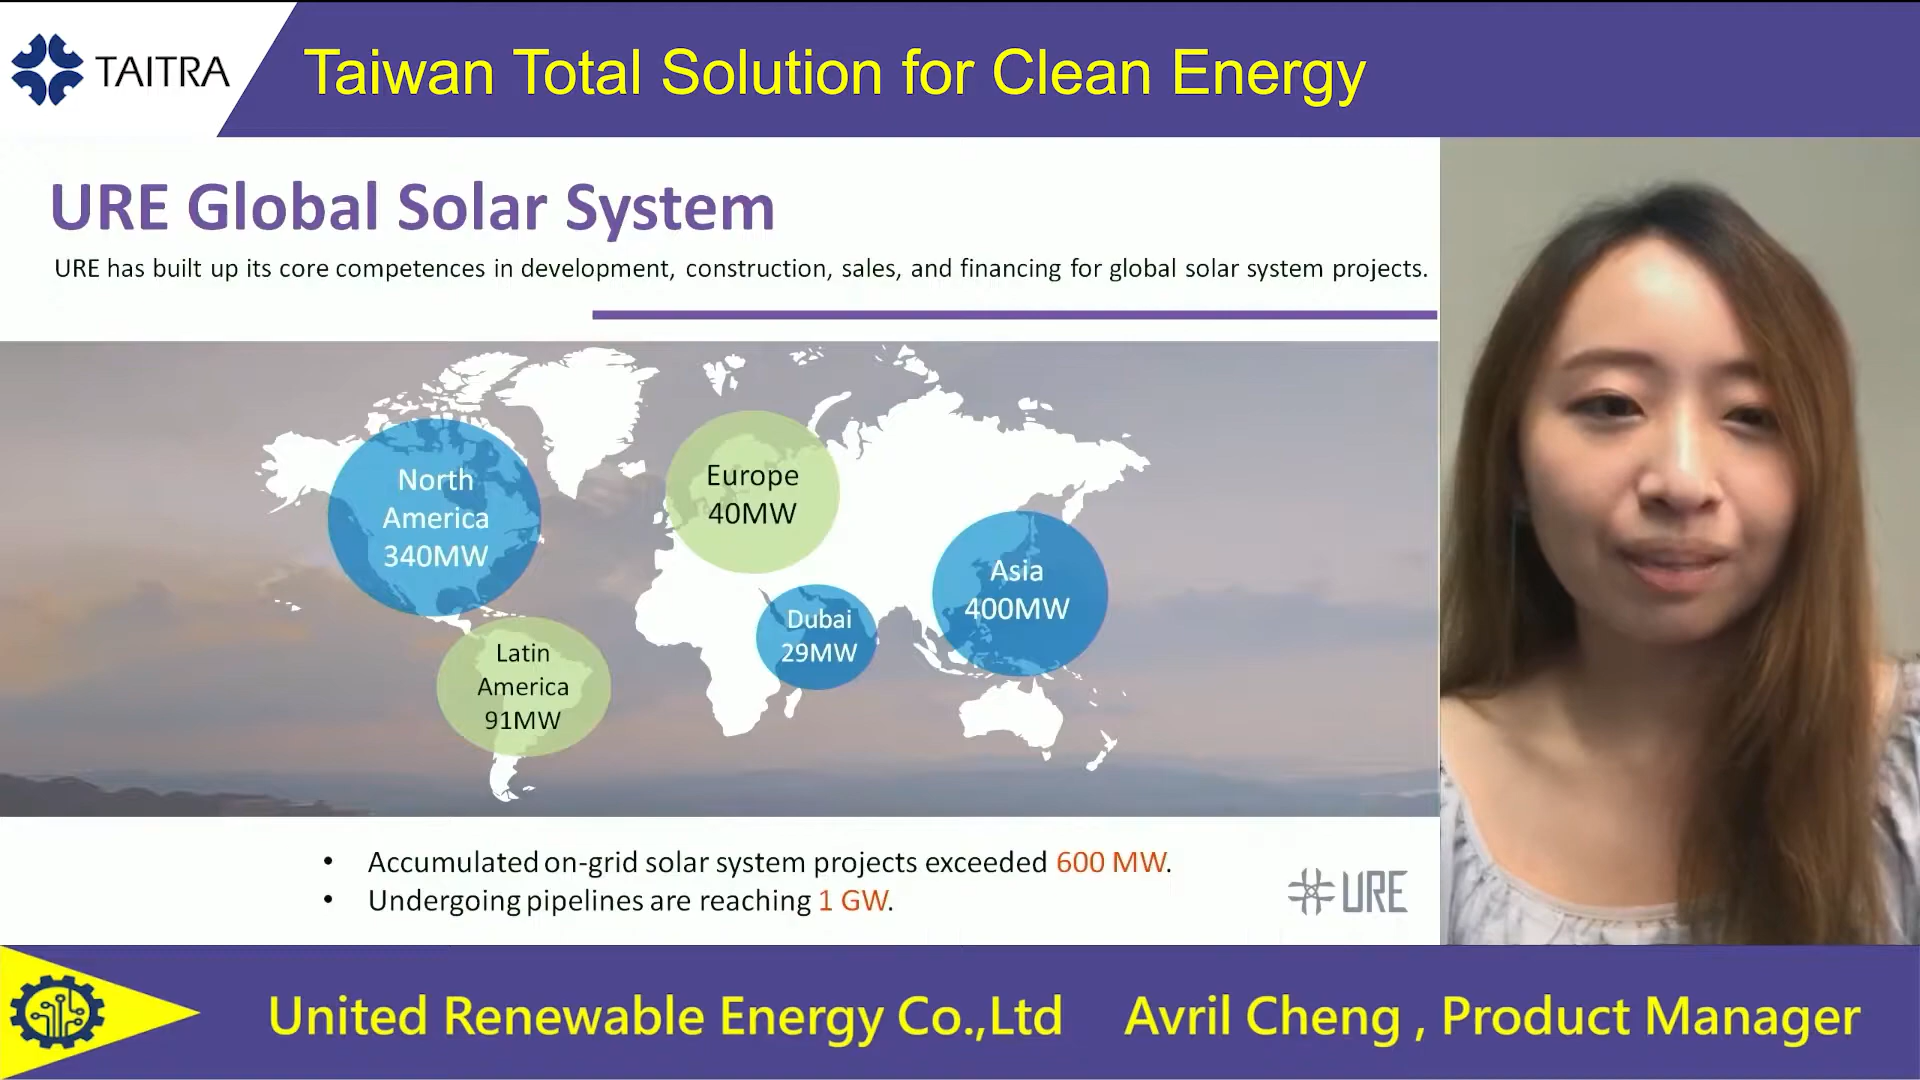 TAITRA
Taiwan Total Solution for Clean Energy
URE Global Solar System
URE has built up its core competences in development, construction, sales, and financing for global solar system projects.
North
America
340MW
Europe
40MW
Asia
400MW
Dubai
29MW
Latin
America
91MW
• Accumulated on-grid solar system projects exceeded 600 MW.
• Undergoing pipelines are reaching 1 GW.
URE
United Renewable Energy Co.,Ltd Avril Cheng , Product Manager